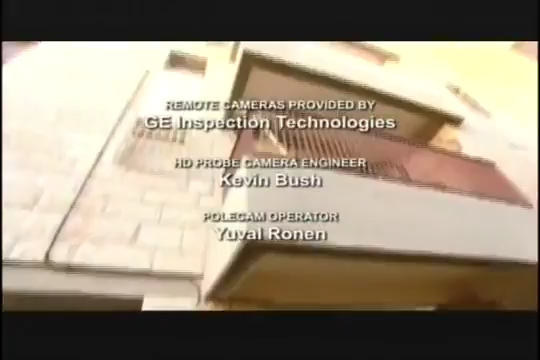 REMOTE CAMERAS PROVIDED BY
GE Inspection Technologies
HD PROBE CAMERA ENGINEER
Kevin Bush
POLECAM OPERATOR
Yuval Ronen